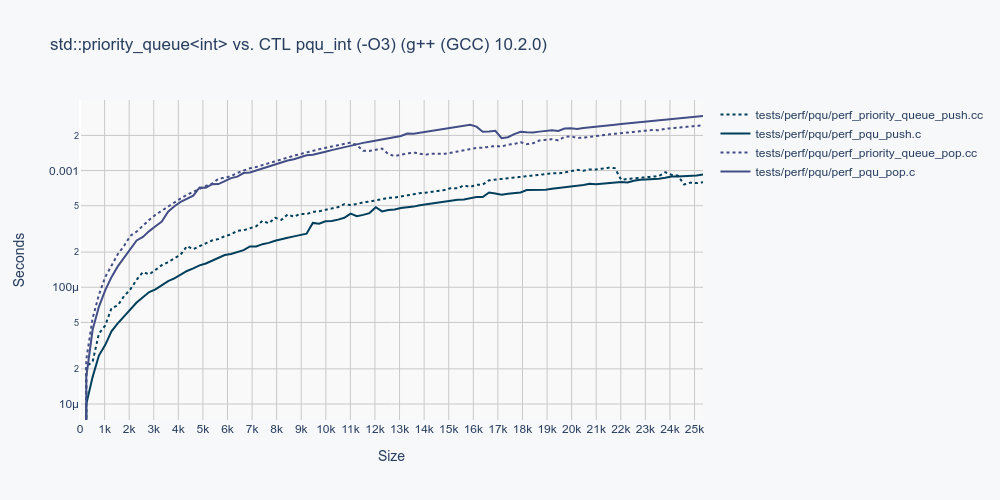 std::priority_queue<int> vs. CTL pqu_int (-O3) (g++ (GCC) 10.2.0)
tests/perf/pqu/perf_priority_queue_push.cc
tests/perf/pqu/perf_pqu_push.c
tests/perf/pqu/perf_priority_queue_pop.cc
tests/perf/pqu/perf_pqu_pop.c
Seconds
2
0.001
5
2
100μ
5
2
10μ
0 1k 2k 3k 4k 5k 6k 7k 8k 9k 10k 11k 12k 13k 14k 15k 16k 17k 18k 19k 20k 21k 22k 23k 24k 25k
Size